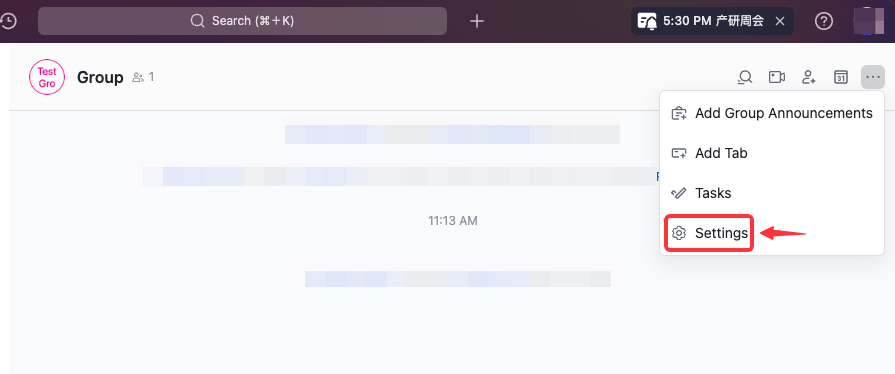 Search (⌘+K)
5:30 PM 产研周会
Test
Gro
Group
1
31
Add Group Announcements
Add Tab
Tasks
Settings
11:13 AM